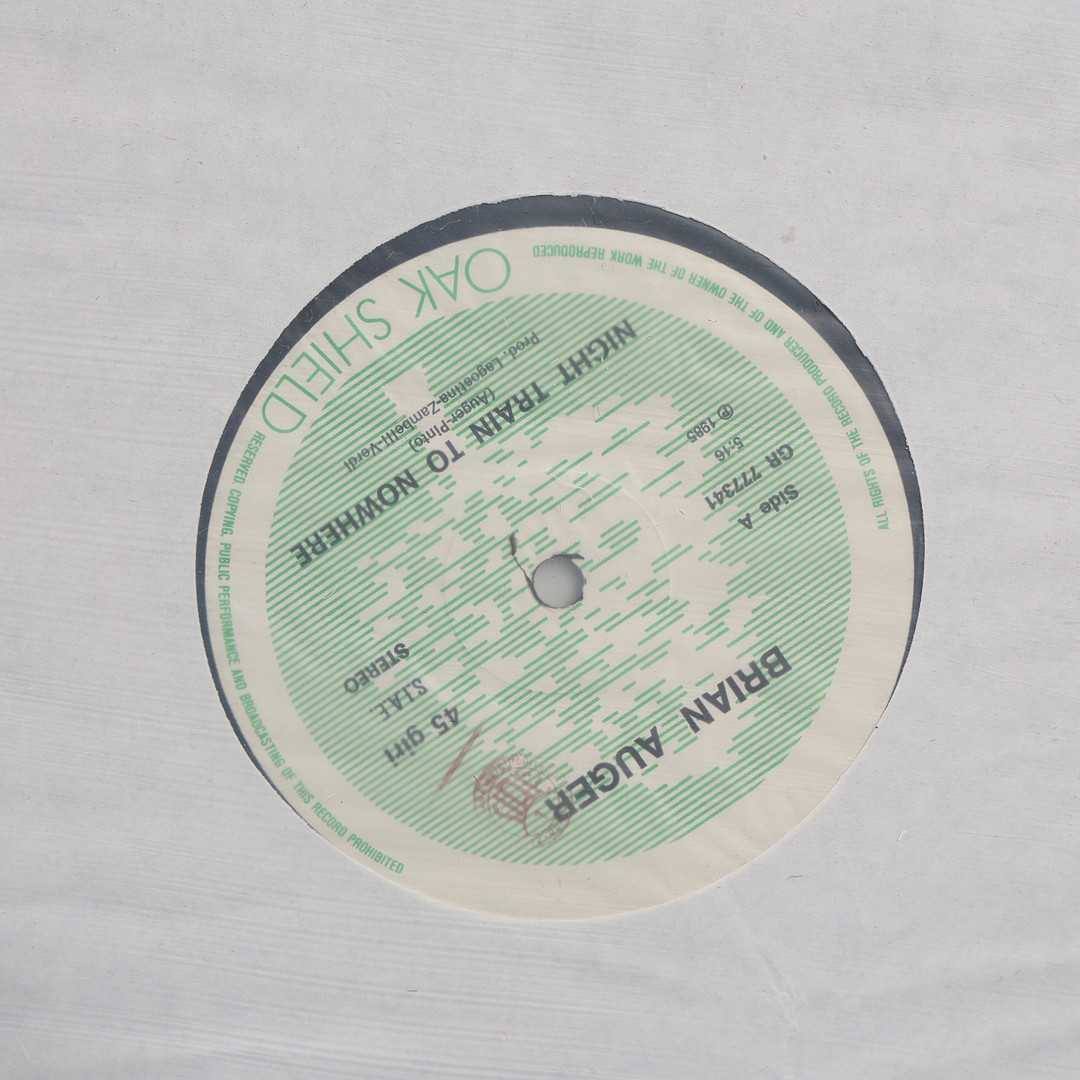 OAK SHIELD
NIGHT TRAIN TO NOWHERE
(Auger-Pinto)
Prod. Lagostina-Zambelli-Verdi
℗ 1985
5:16
GR 777341
Side A
STEREO
S.I.A.E.
45 giri
BRIAN AUGER
ALL RIGHTS OF THE RECORD PRODUCER AND OF THE OWNER OF THE WORK REPRODUCED
RESERVED. COPYING, PUBLIC PERFORMANCE AND BROADCASTING OF THIS RECORD PROHIBITED